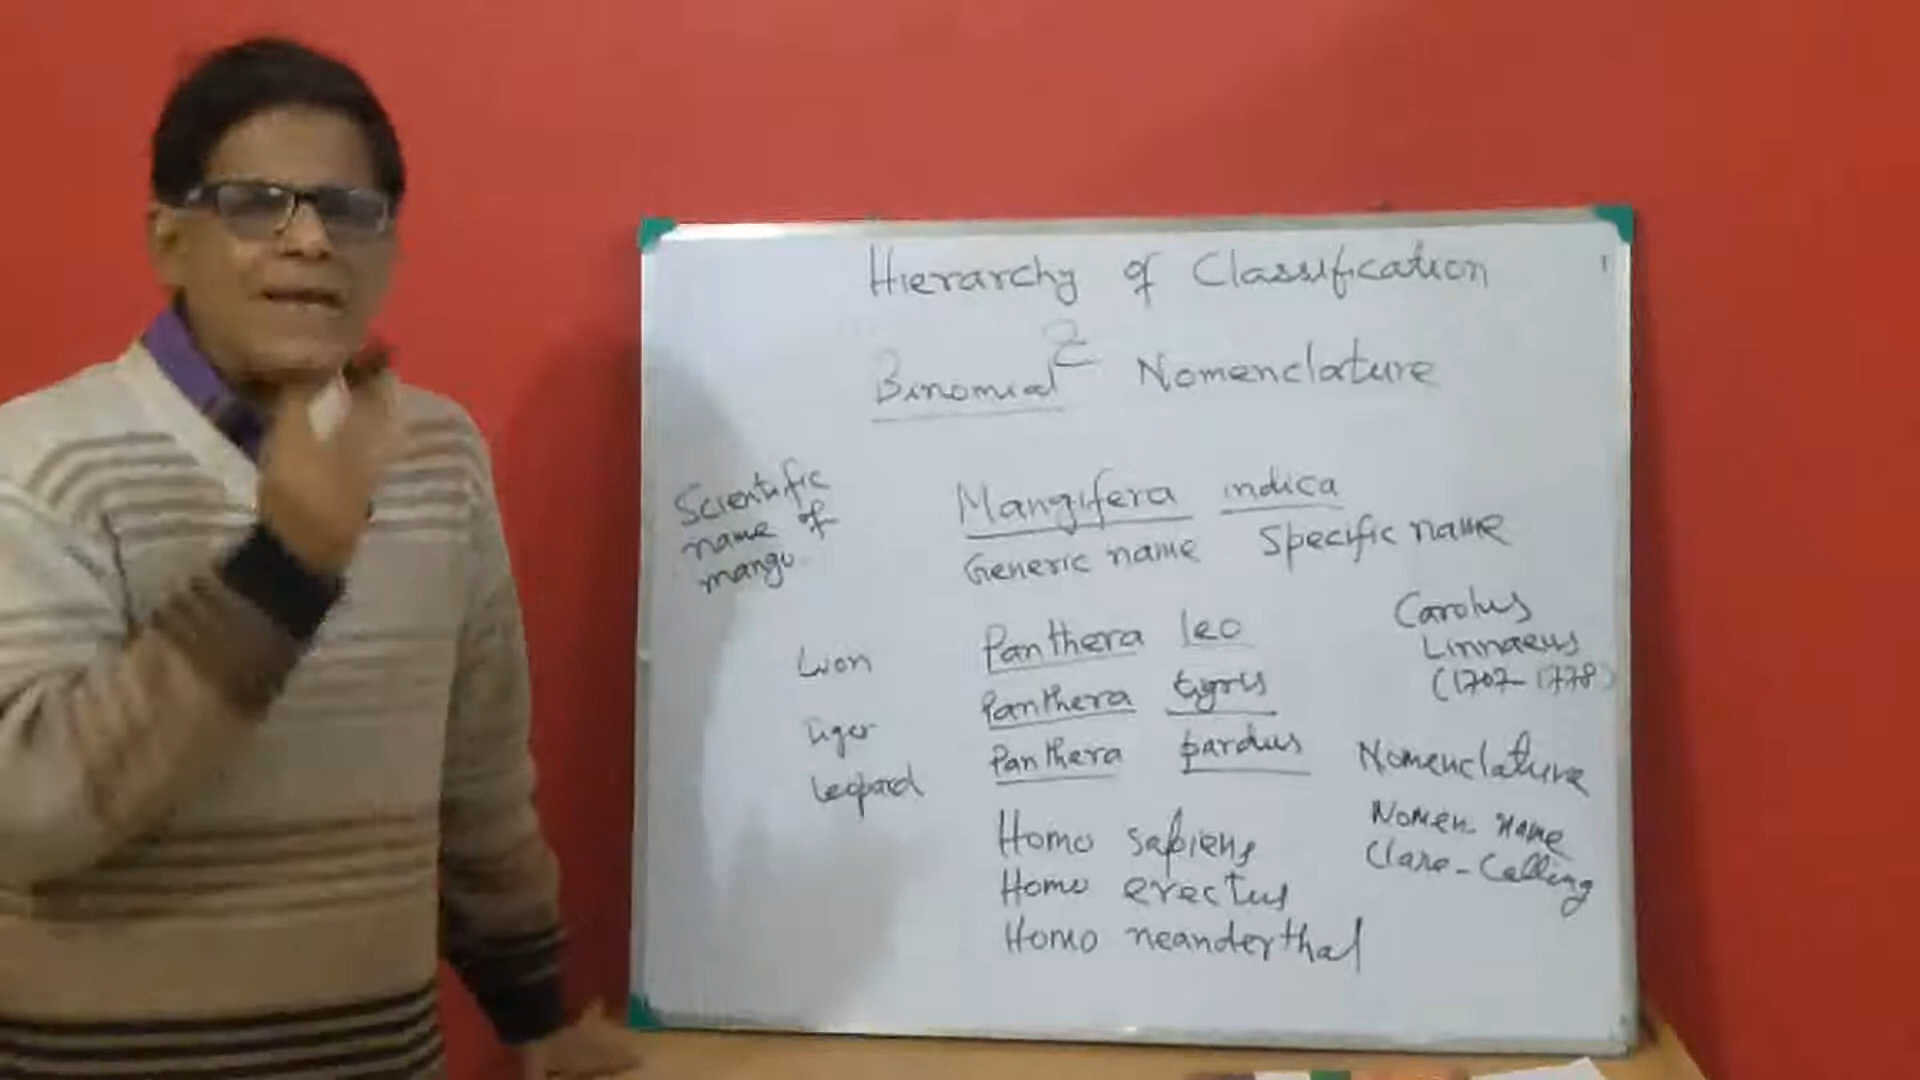 Hierarchy of Classification
2
Binomial Nomenclature
Scientific
name of
mango
Mangifera indica
Generic name Specific name
Carolus
Linnaeus
(1707-1778)
Lion Panthera leo
Tiger Panthera tigris
Leopard Panthera pardus
Nomenclature
Nomen name
Clare-Calling
Homo sapiens
Homo erectus
Homo neanderthal